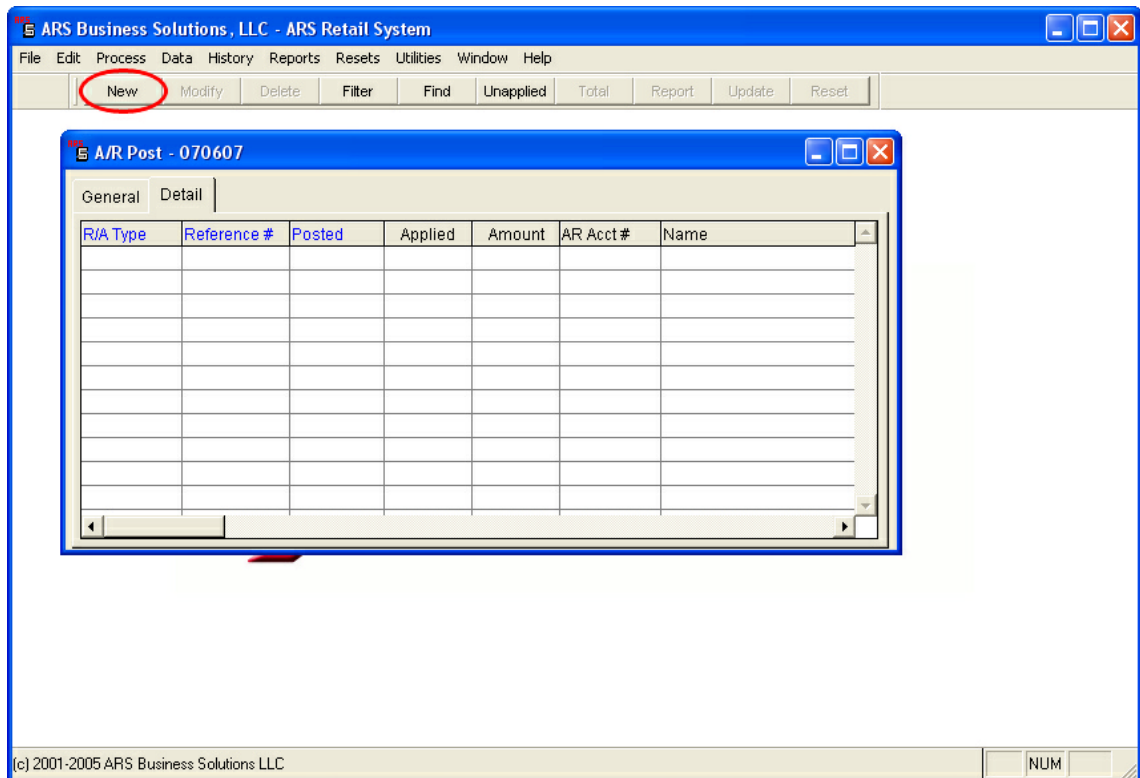 ARS Business Solutions, LLC - ARS Retail System
File Edit Process Data History Reports Resets Utilities Window Help
New Modify Delete Filter Find Unapplied Total Report Update Reset
A/R Post - 070607
General Detail
R/A Type Reference # Posted Applied Amount AR Acct # Name
(c) 2001-2005 ARS Business Solutions LLC NUM